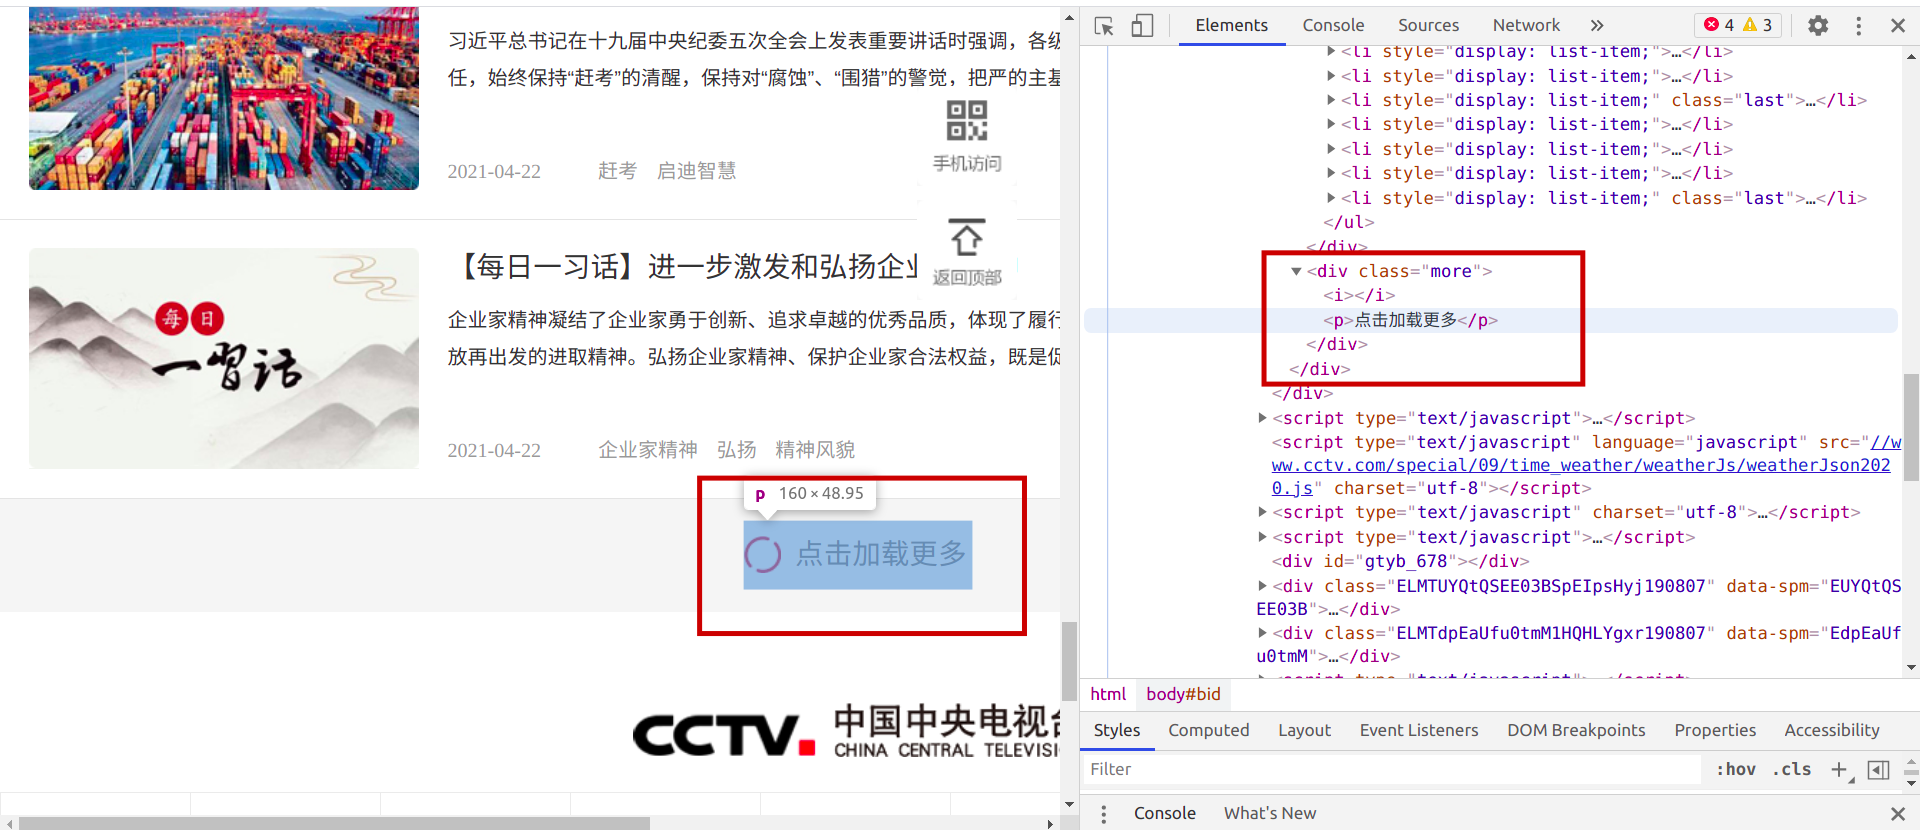 习近平总书记在十九届中央纪委五次全会上发表重要讲话时强调，各级
任，始终保持“赶考”的清醒，保持对“腐蚀”、“围猎”的警觉，把严的主基
手机访问
2021-04-22 赶考 启迪智慧
返回顶部
【每日一习话】进一步激发和弘扬企业
每日
一习话
企业家精神凝结了企业家勇于创新、追求卓越的优秀品质，体现了履行
放再出发的进取精神。弘扬企业家精神、保护企业家合法权益，既是促
2021-04-22 企业家精神 弘扬 精神风貌
p 160 × 48.95
点击加载更多
CCTV. 中国中央电视台
CHINA CENTRAL TELEVISI
Elements Console Sources Network » 4 3
<li style="display: list-item;">…</li>
<li style="display: list-item;">…</li>
<li style="display: list-item;" class="last">…</li>
<li style="display: list-item;">…</li>
<li style="display: list-item;">…</li>
<li style="display: list-item;">…</li>
<li style="display: list-item;" class="last">…</li>
</ul>
</div>
<div class="more">
<i></i>
<p>点击加载更多</p>
</div>
</div>
</div>
<script type="text/javascript">…</script>
<script type="text/javascript" language="javascript" src="//w
ww.cctv.com/special/09/time_weather/weatherJs/weatherJson202
0.js" charset="utf-8"></script>
<script type="text/javascript" charset="utf-8">…</script>
<script type="text/javascript">…</script>
<div id="gtyb_678"></div>
<div class="ELMTUYQtQSEE03BSpEIpsHyj190807" data-spm="EUYQtQS
EE03B">…</div>
<div class="ELMTdpEaUfu0tmM1HQHLYgxr190807" data-spm="EdpEaUf
u0tmM">…</div>
<script type="text/javascript">…</script>
html body#bid
Styles Computed Layout Event Listeners DOM Breakpoints Properties Accessibility
Filter :hov .cls +
Console What's New